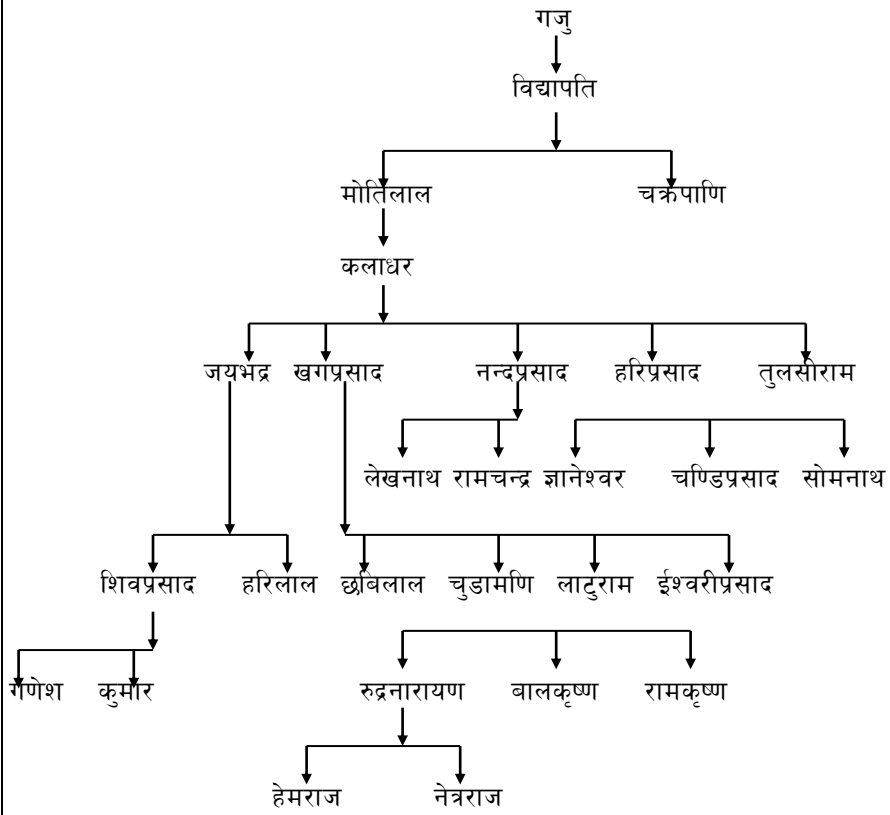 गजु
विद्यापति
मोतिलाल चक्रपाणि
कलाधर
जयभद्र खगप्रसाद नन्दप्रसाद हरिप्रसाद तुलसीराम
लेखनाथ रामचन्द्र ज्ञानेश्वर चण्डिप्रसाद सोमनाथ
शिवप्रसाद हरिलाल छबिलाल चुडामणि लाटुराम ईश्वरीप्रसाद
गणेश कुमार रुद्रनारायण बालकृष्ण रामकृष्ण
हेमराज नेत्रराज